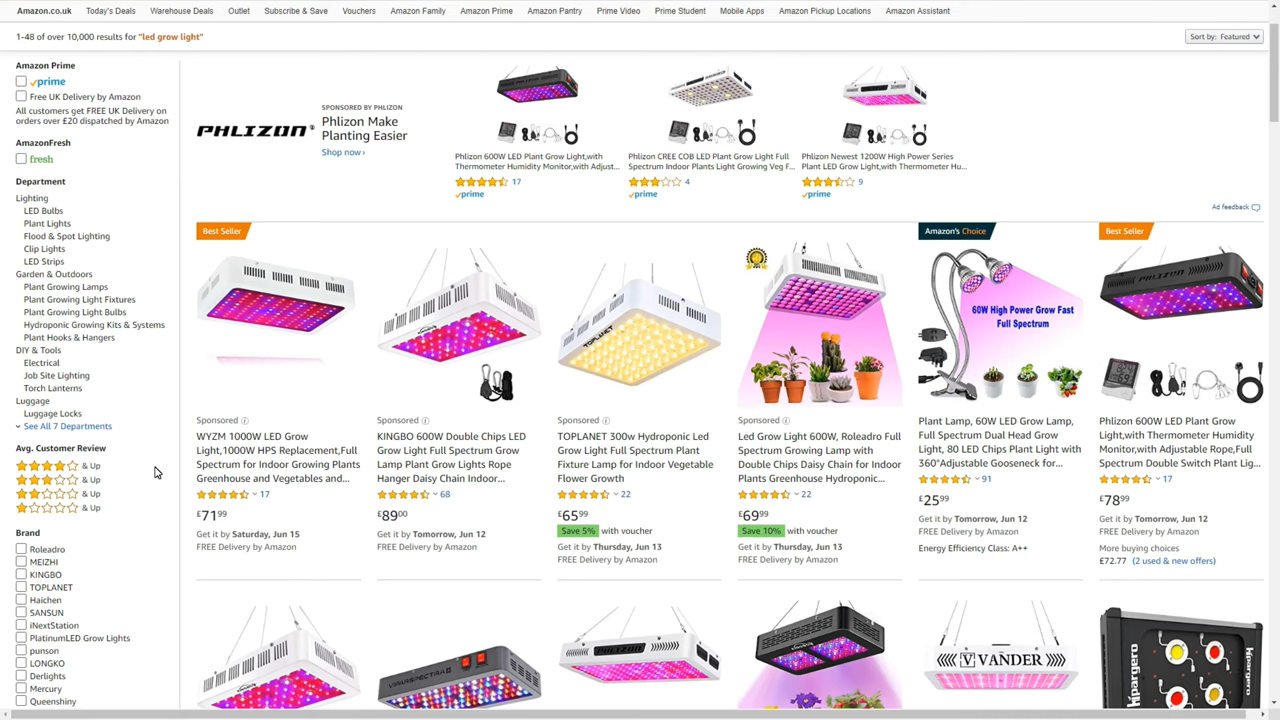 Amazon.co.uk Today's Deals Warehouse Deals Outlet Subscribe & Save Vouchers Amazon Family Amazon Prime Amazon Pantry Prime Video Prime Student Mobile Apps Amazon Pickup Locations Amazon Assistant
1-48 of over 10,000 results for "led grow light"
Sort by: Featured
Amazon Prime
prime
Free UK Delivery by Amazon
All customers get FREE UK Delivery on
orders over £20 dispatched by Amazon
AmazonFresh
fresh
Department
Lighting
LED Bulbs
Plant Lights
Flood & Spot Lighting
Clip Lights
LED Strips
Garden & Outdoors
Plant Growing Lamps
Plant Growing Light Fixtures
Plant Growing Light Bulbs
Hydroponic Growing Kits & Systems
Plant Hooks & Hangers
DIY & Tools
Electrical
Job Site Lighting
Torch Lanterns
Luggage
Luggage Locks
See All 7 Departments
Avg. Customer Review
& Up
& Up
& Up
& Up
Brand
Roleadro
MEIZHI
KINGBO
TOPLANET
Haichen
SANSUN
iNextStation
PlatinumLED Grow Lights
punson
LONGKO
Derlights
Mercury
Queenshiny
PHLIZON
SPONSORED BY PHLIZON
Phlizon Make
Planting Easier
Shop now ›
Phlizon 600W LED Plant Grow Light,with
Thermometer Humidity Monitor,with Adjust...
17
prime
Phlizon CREE COB LED Plant Grow Light Full
Spectrum Indoor Plants Light Growing Veg F...
4
prime
Phlizon Newest 1200W High Power Series
Plant LED Grow Light,with Thermometer Hu...
9
prime
Ad feedback
Best Seller
Sponsored
WYZM 1000W LED Grow
Light,1000W HPS Replacement,Full
Spectrum for Indoor Growing Plants
Greenhouse and Vegetables and...
17
£71⁹⁹
Get it by Saturday, Jun 15
FREE Delivery by Amazon
Sponsored
KINGBO 600W Double Chips LED
Grow Light Full Spectrum Grow
Lamp Plant Grow Lights Rope
Hanger Daisy Chain Indoor...
68
£89⁰⁰
Get it by Tomorrow, Jun 12
FREE Delivery by Amazon
TOPLANET
Sponsored
TOPLANET 300w Hydroponic Led
Grow Light Full Spectrum Plant
Fixture Lamp for Indoor Vegetable
Flower Growth
22
£65⁹⁹
Save 5% with voucher
Get it by Thursday, Jun 13
FREE Delivery by Amazon
Sponsored
Led Grow Light 600W, Roleadro Full
Spectrum Growing Lamp with
Double Chips Daisy Chain for Indoor
Plants Greenhouse Hydroponic...
22
£69⁹⁹
Save 10% with voucher
Get it by Thursday, Jun 13
FREE Delivery by Amazon
Amazon's Choice
60W High Power Grow Fast
Full Spectrum
Plant Lamp, 60W LED Grow Lamp,
Full Spectrum Dual Head Grow
Light, 80 LED Chips Plant Light with
360°Adjustable Gooseneck for...
91
£25⁹⁹
Get it by Tomorrow, Jun 12
FREE Delivery by Amazon
Energy Efficiency Class: A++
Best Seller
PHLIZON
Phlizon 600W LED Plant Grow
Light,with Thermometer Humidity
Monitor,with Adjustable Rope,Full
Spectrum Double Switch Plant Lig...
17
£78⁹⁹
Get it by Tomorrow, Jun 12
FREE Delivery by Amazon
More buying choices
£72.77 (2 used & new offers)
VIPARSPECTRA
PHLIZON
V VANDER
Hipargero
hipargero